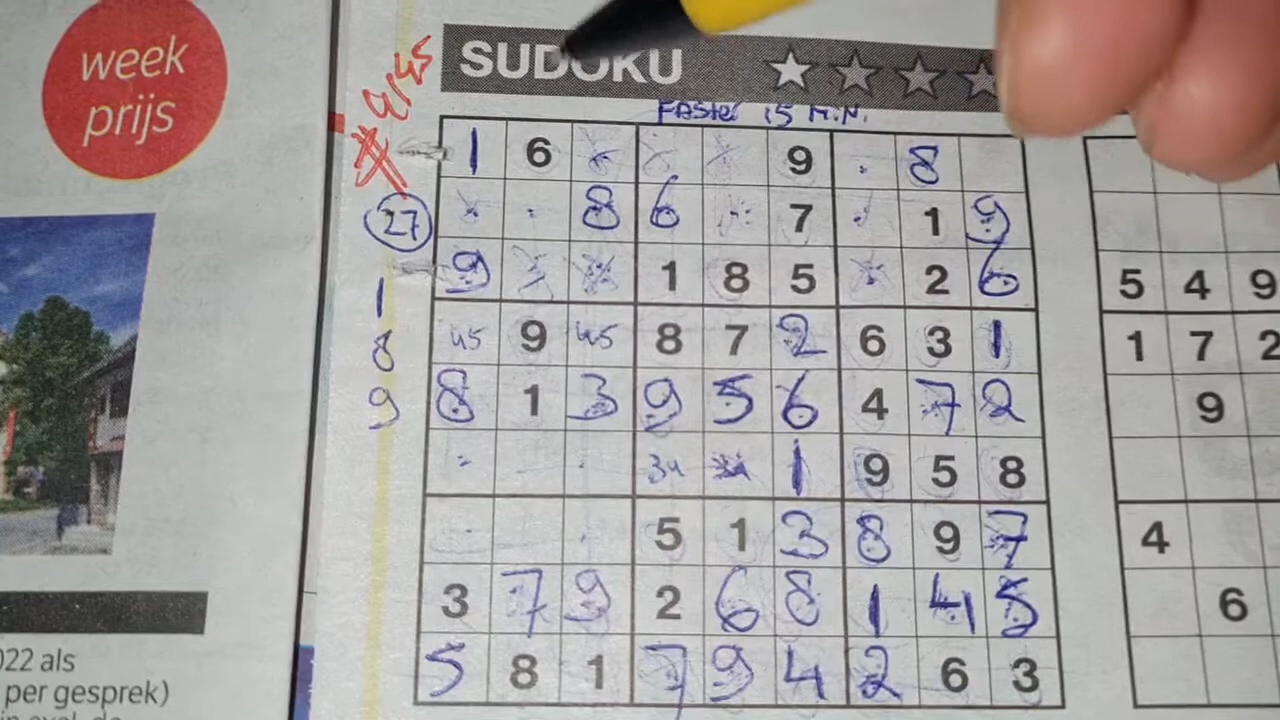 week
prijs
# 4145
SUDOKU
FASter 15 MiN.
1 6 9 8
27
8 6 7 1 9
9 1 8 5 2 6
5 4 9
1
45 9 45 8 7 2 6 3 1
1 7 2
8
8 1 3 9 5 6 4 7 2
9
9
34 1 9 5 8
5 1 3 8 9 7
4
3 7 9 2 6 8 1 4 5
6
5 8 1 7 9 4 2 6 3
022 als
per gesprek)